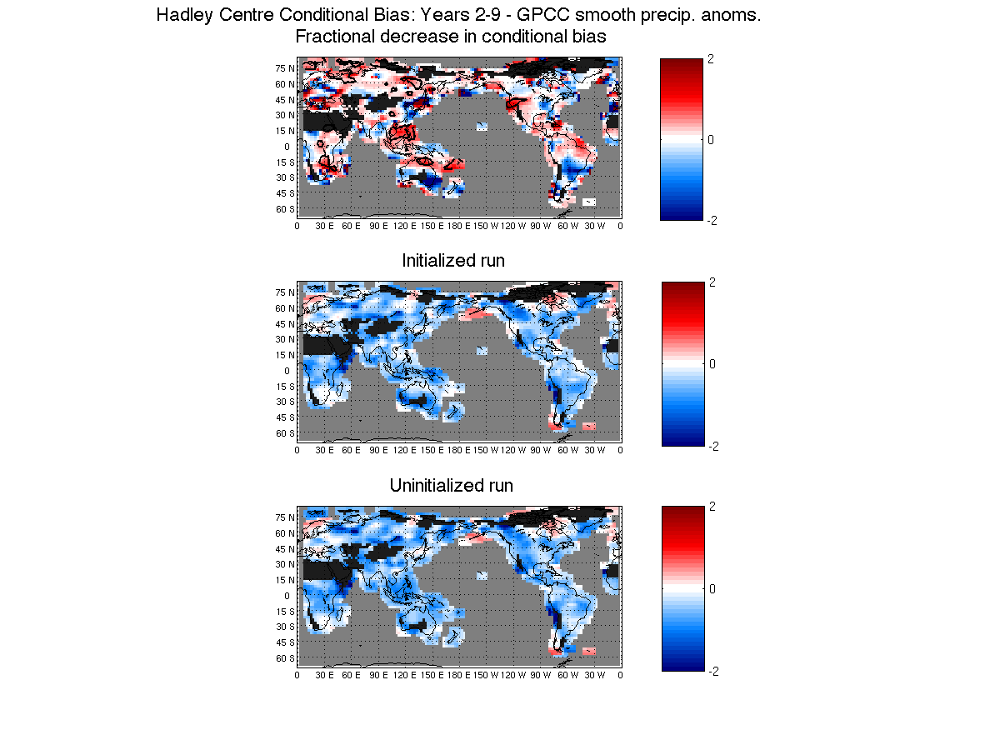 Hadley Centre Conditional Bias: Years 2-9 - GPCC smooth precip. anoms.
Fractional decrease in conditional bias
75 N
60 N
45 N
30 N
15 N
0
15 S
30 S
45 S
60 S
0 30 E 60 E 90 E 120 E 150 E 180 E 150 W 120 W 90 W 60 W 30 W 0
2
0
-2
Initialized run
75 N
60 N
45 N
30 N
15 N
0
15 S
30 S
45 S
60 S
0 30 E 60 E 90 E 120 E 150 E 180 E 150 W 120 W 90 W 60 W 30 W 0
2
0
-2
Uninitialized run
75 N
60 N
45 N
30 N
15 N
0
15 S
30 S
45 S
60 S
0 30 E 60 E 90 E 120 E 150 E 180 E 150 W 120 W 90 W 60 W 30 W 0
2
0
-2